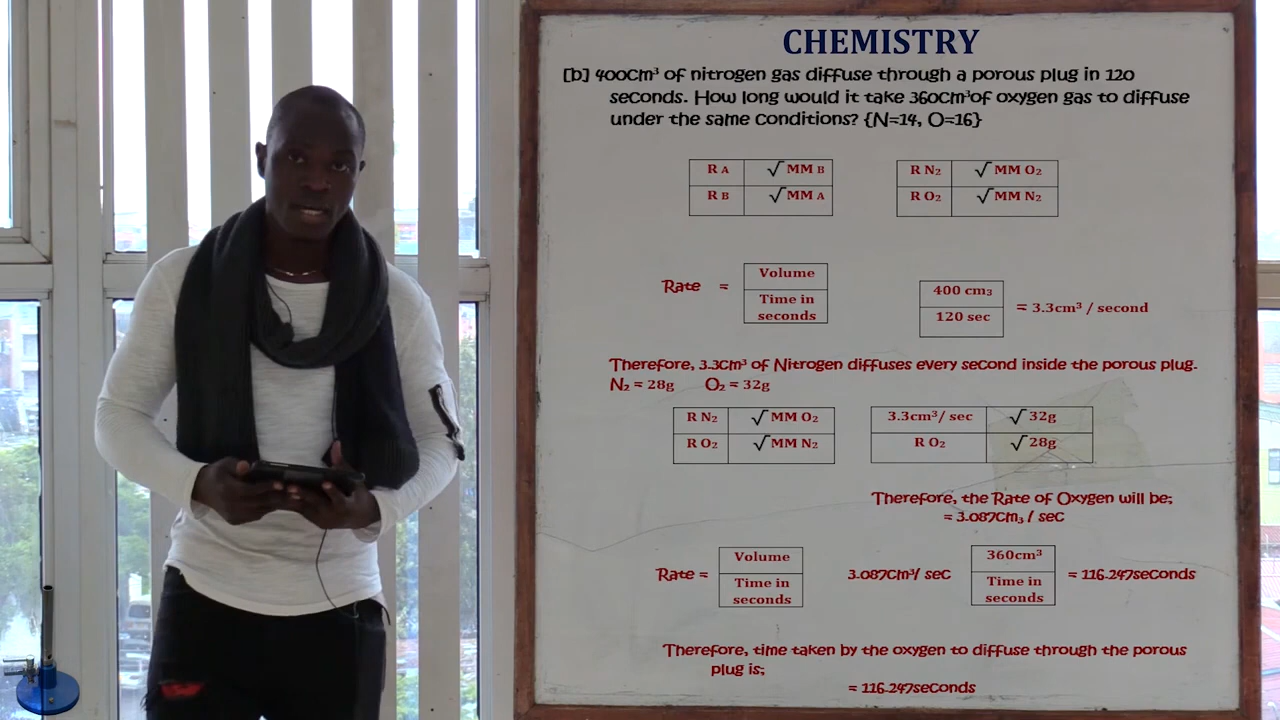 CHEMISTRY
[b] 400cm³ of nitrogen gas diffuse through a porous plug in 120
seconds. How long would it take 360cm³of oxygen gas to diffuse
under the same conditions? {N=14, O=16}
R A √MM B R N₂ √MM O₂
R B √MM A R O₂ √MM N₂
Rate = Volume
Time in
seconds
400 cm₃
120 sec
= 3.3cm³ / second
Therefore, 3.3cm³ of Nitrogen diffuses every second inside the porous plug.
N₂ = 28g O₂ = 32g
R N₂ √MM O₂ 3.3cm³/ sec √32g
R O₂ √MM N₂ R O₂ √28g
Therefore, the Rate of Oxygen will be;
= 3.087cm₃ / sec
Rate = Volume
Time in
seconds
3.087cm³/ sec
360cm³
Time in
seconds
= 116.247seconds
Therefore, time taken by the oxygen to diffuse through the porous
plug is;
= 116.247seconds